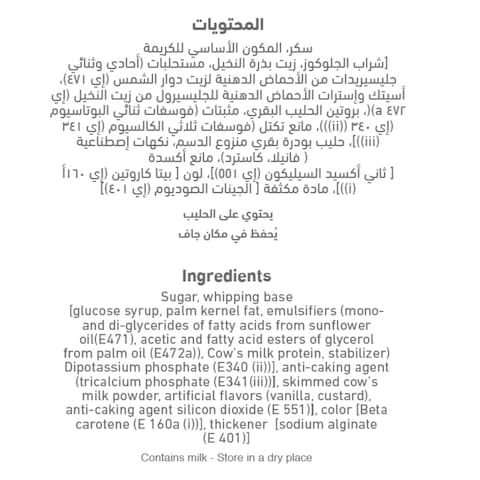 المحتويات
سكر، المكون الأساسي للكريمة
[شراب الجلوكوز، زيت بذرة النخيل، مستحلبات (أحادي وثنائي
جليسيريدات من الأحماض الدهنية لزيت دوار الشمس (إي ٤٧١)،
أسيتك وإسترات الأحماض الدهنية للجليسيرول من زيت النخيل (إي
٤٧٢ a)(، بروتين الحليب البقري، مثبتات (فوسفات ثنائي البوتاسيوم
(إي ٣٤٠ ((ii)))، مانع تكتل (فوسفات ثلاثي الكالسيوم (إي ٣٤١
(iii))]، حليب بودرة بقري منزوع الدسم، نكهات إصطناعية
( فانيلا، كاسترد)، مانع أكسدة
[ ثاني أكسيد السيليكون (إي ٥٥١)]، لون [ بيتا كاروتين (إي ١٦٠أ
(i))]، مادة مكثفة [ الجينات الصوديوم (إي ٤٠١)]
يحتوي على الحليب
يُحفظ في مكان جاف
Ingredients
Sugar, whipping base
[glucose syrup, palm kernel fat, emulsifiers (mono-
and di-glycerides of fatty acids from sunflower
oil(E471), acetic and fatty acid esters of glycerol
from palm oil (E472a)), Cow's milk protein, stabilizer)
Dipotassium phosphate (E340 (ii))], anti-caking agent
(tricalcium phosphate (E341(iii))], skimmed cow's
milk powder, artificial flavors (vanilla, custard),
anti-caking agent silicon dioxide (E 551)], color [Beta
carotene (E 160a (i))], thickener [sodium alginate
(E 401)]
Contains milk - Store in a dry place